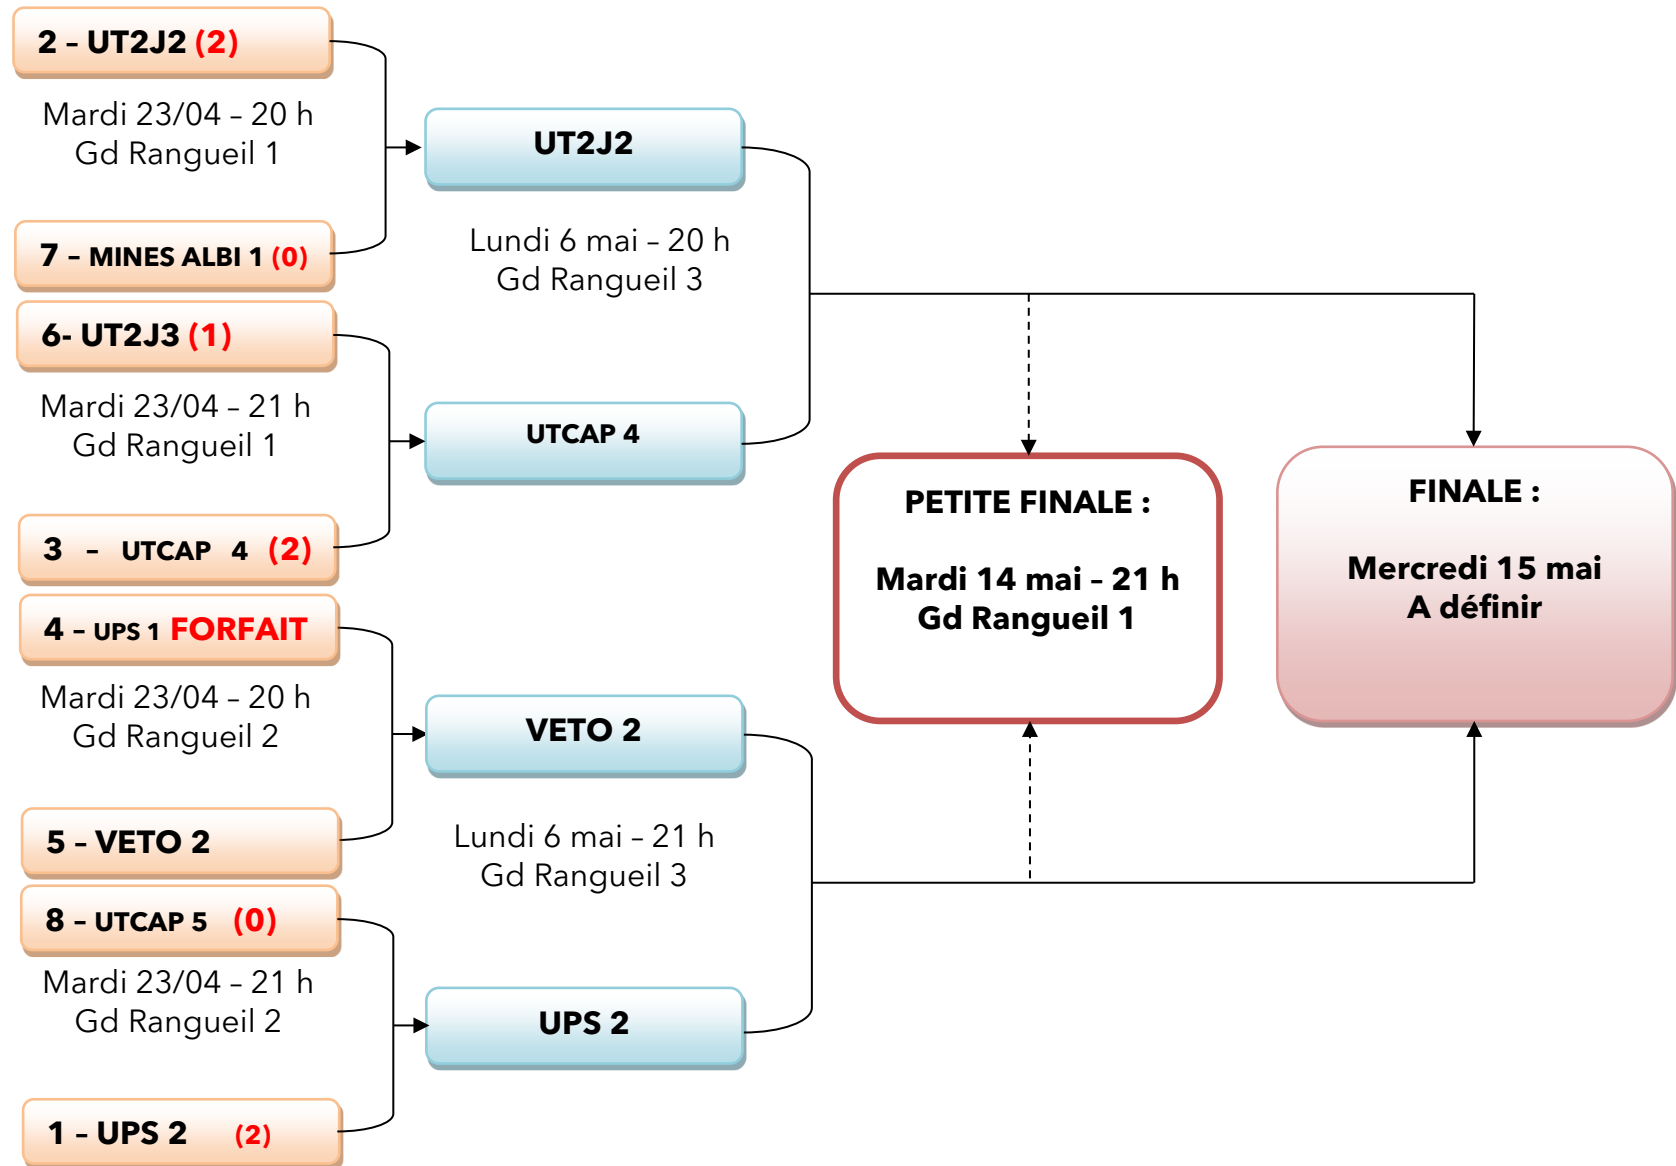 2 – UT2J2 (2)
Mardi 23/04 – 20 h
Gd Rangueil 1
7 – MINES ALBI 1 (0)
6- UT2J3 (1)
Mardi 23/04 – 21 h
Gd Rangueil 1
3 – UTCAP 4 (2)
4 – UPS 1 FORFAIT
Mardi 23/04 – 20 h
Gd Rangueil 2
5 – VETO 2
8 – UTCAP 5 (0)
Mardi 23/04 – 21 h
Gd Rangueil 2
1 – UPS 2 (2)
UT2J2
Lundi 6 mai – 20 h
Gd Rangueil 3
UTCAP 4
VETO 2
Lundi 6 mai – 21 h
Gd Rangueil 3
UPS 2
PETITE FINALE :
Mardi 14 mai – 21 h
Gd Rangueil 1
FINALE :
Mercredi 15 mai
A définir